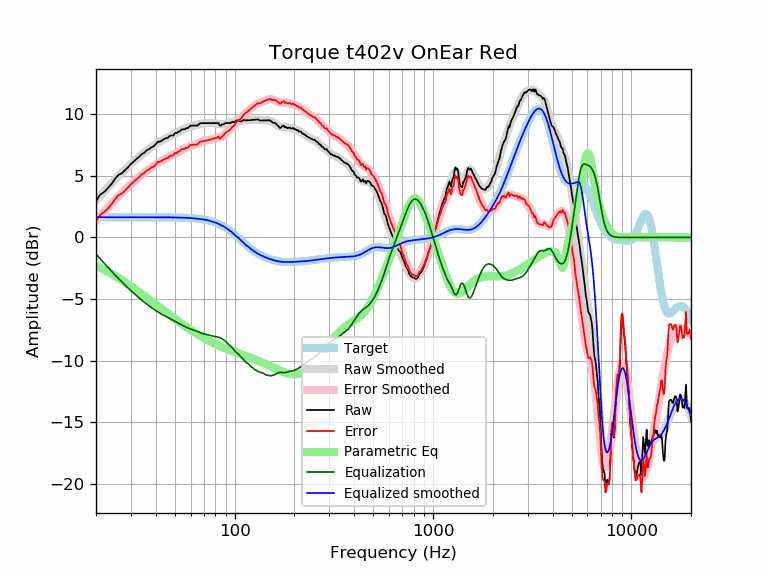 Torque t402v OnEar Red
Amplitude (dBr)
10
5
0
−5
−10
−15
−20
Target
Raw Smoothed
Error Smoothed
Raw
Error
Parametric Eq
Equalization
Equalized smoothed
100
1000
10000
Frequency (Hz)